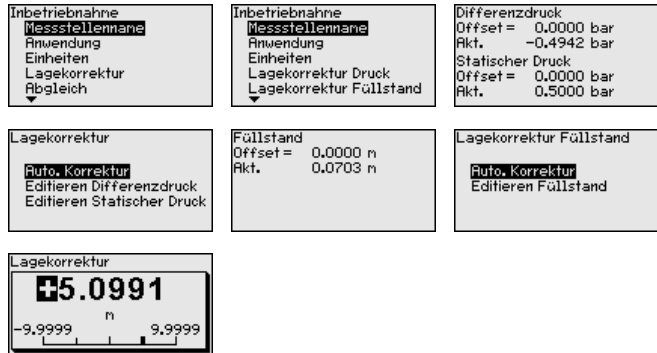 Inbetriebnahme
Messstellenname
Anwendung
Einheiten
Lagekorrektur
Abgleich
Inbetriebnahme
Messstellenname
Anwendung
Einheiten
Lagekorrektur Druck
Lagekorrektur Füllstand
Differenzdruck
Offset = 0.0000 bar
Akt. -0.4942 bar
Statischer Druck
Offset = 0.0000 bar
Akt. 0.5000 bar
Lagekorrektur
Auto. Korrektur
Editieren Differenzdruck
Editieren Statischer Druck
Füllstand
Offset = 0.0000 m
Akt. 0.0703 m
Lagekorrektur Füllstand
Auto. Korrektur
Editieren Füllstand
Lagekorrektur
+5.0991
m
-9.9999 9.9999